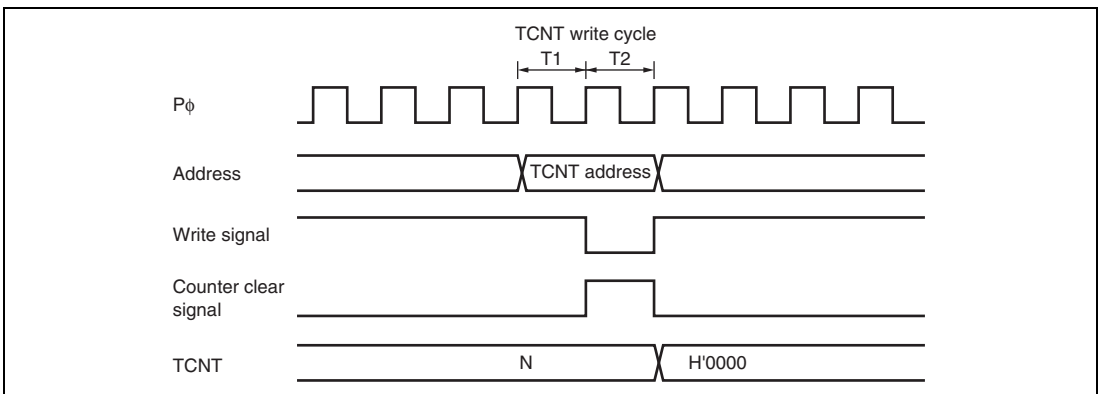 TCNT write cycle
T1 T2
Pφ
Address
TCNT address
Write signal
Counter clear
signal
TCNT
N
H'0000